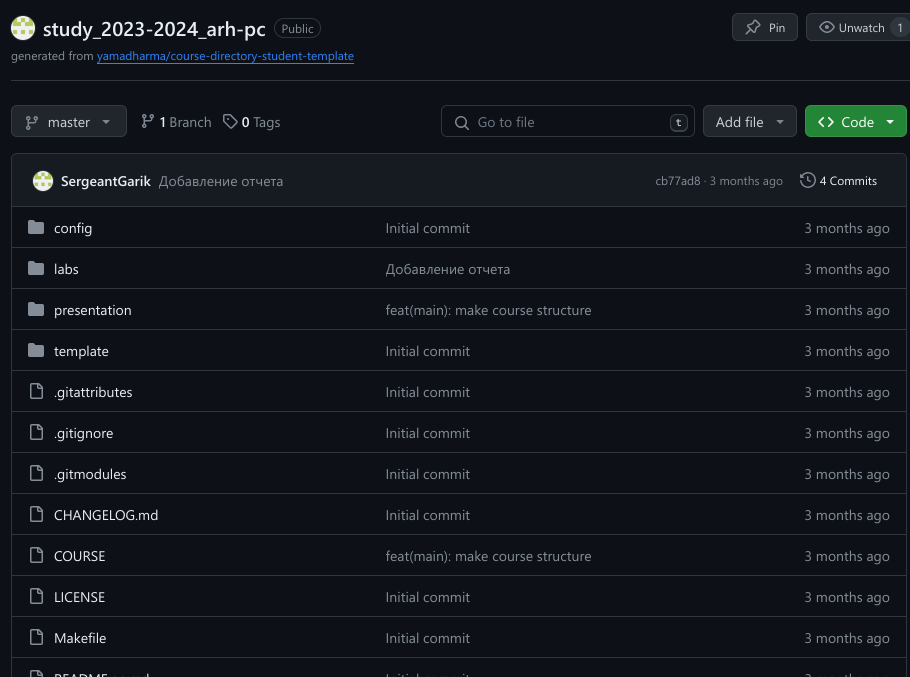 study_2023-2024_arh-pc Public Pin Unwatch 1
generated from yamadharma/course-directory-student-template
master 1 Branch 0 Tags Go to file t Add file Code
SergeantGarik Добавление отчета cb77ad8 · 3 months ago 4 Commits
config Initial commit 3 months ago
labs Добавление отчета 3 months ago
presentation feat(main): make course structure 3 months ago
template Initial commit 3 months ago
.gitattributes Initial commit 3 months ago
.gitignore Initial commit 3 months ago
.gitmodules Initial commit 3 months ago
CHANGELOG.md Initial commit 3 months ago
COURSE feat(main): make course structure 3 months ago
LICENSE Initial commit 3 months ago
Makefile Initial commit 3 months ago